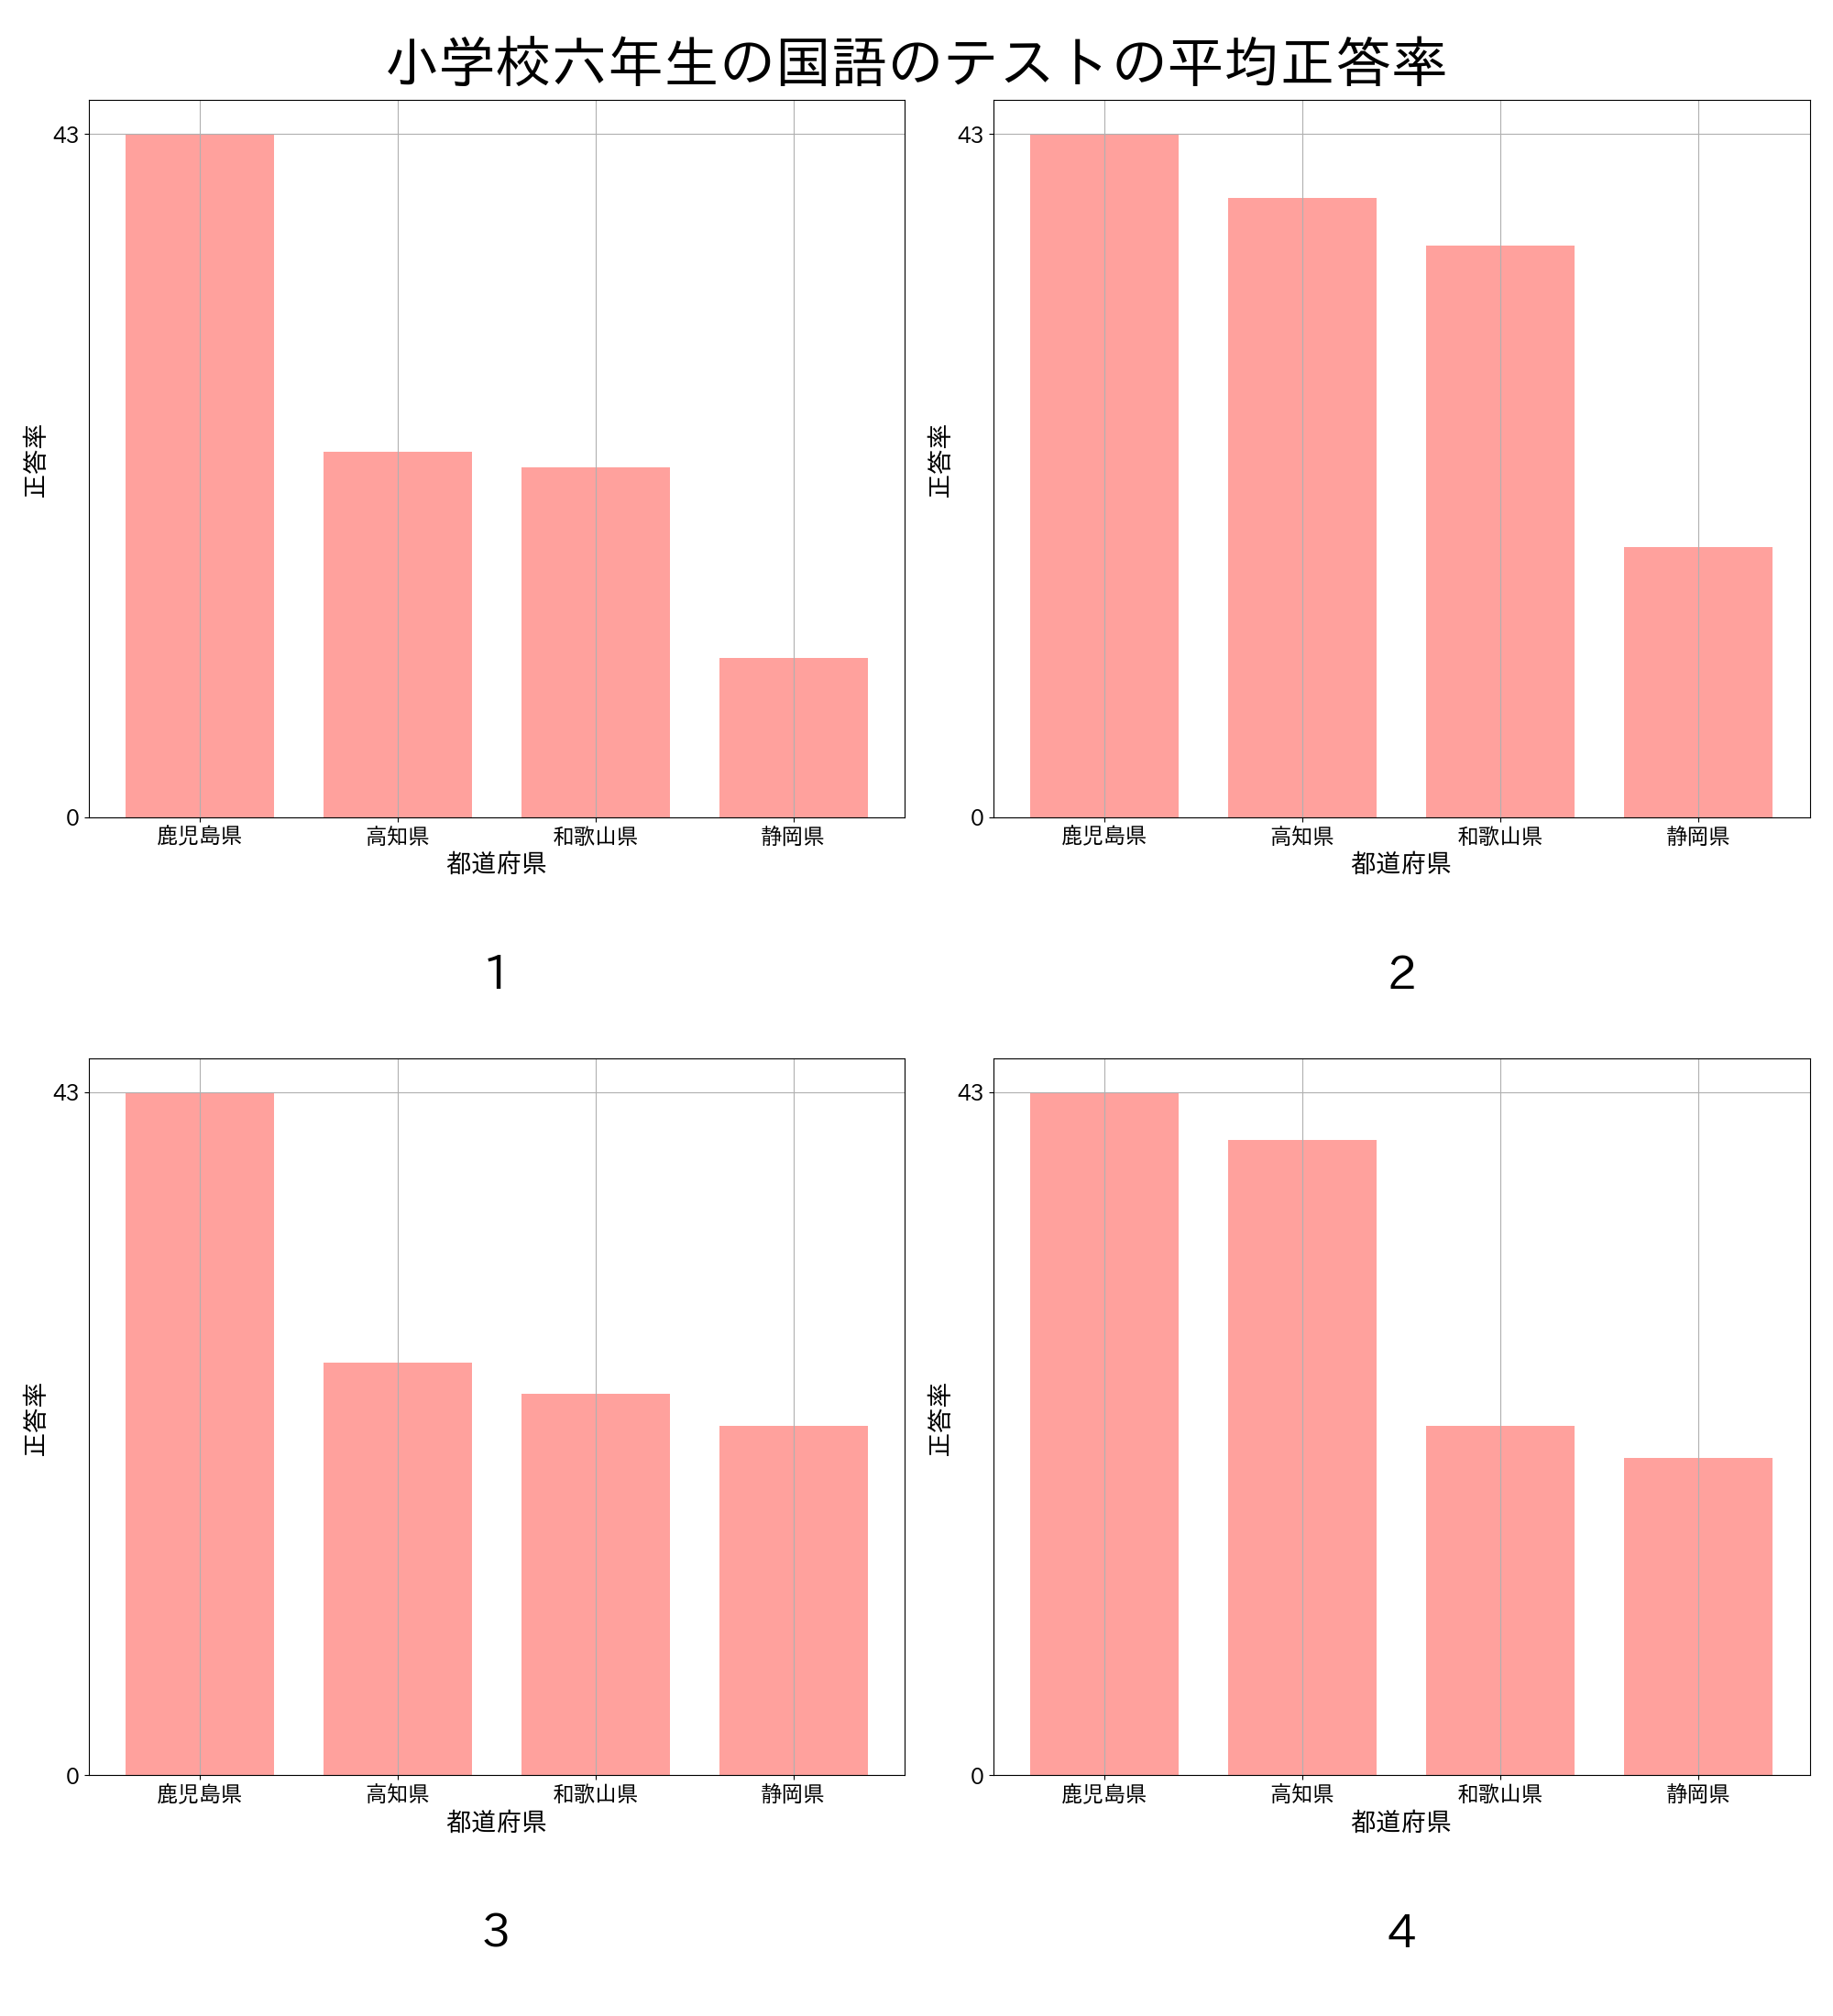 小学校六年生の国語のテストの平均正答率
43
0
正答率
鹿児島県 高知県 和歌山県 静岡県
都道府県
1
43
0
正答率
鹿児島県 高知県 和歌山県 静岡県
都道府県
2
43
0
正答率
鹿児島県 高知県 和歌山県 静岡県
都道府県
3
43
0
正答率
鹿児島県 高知県 和歌山県 静岡県
都道府県
4